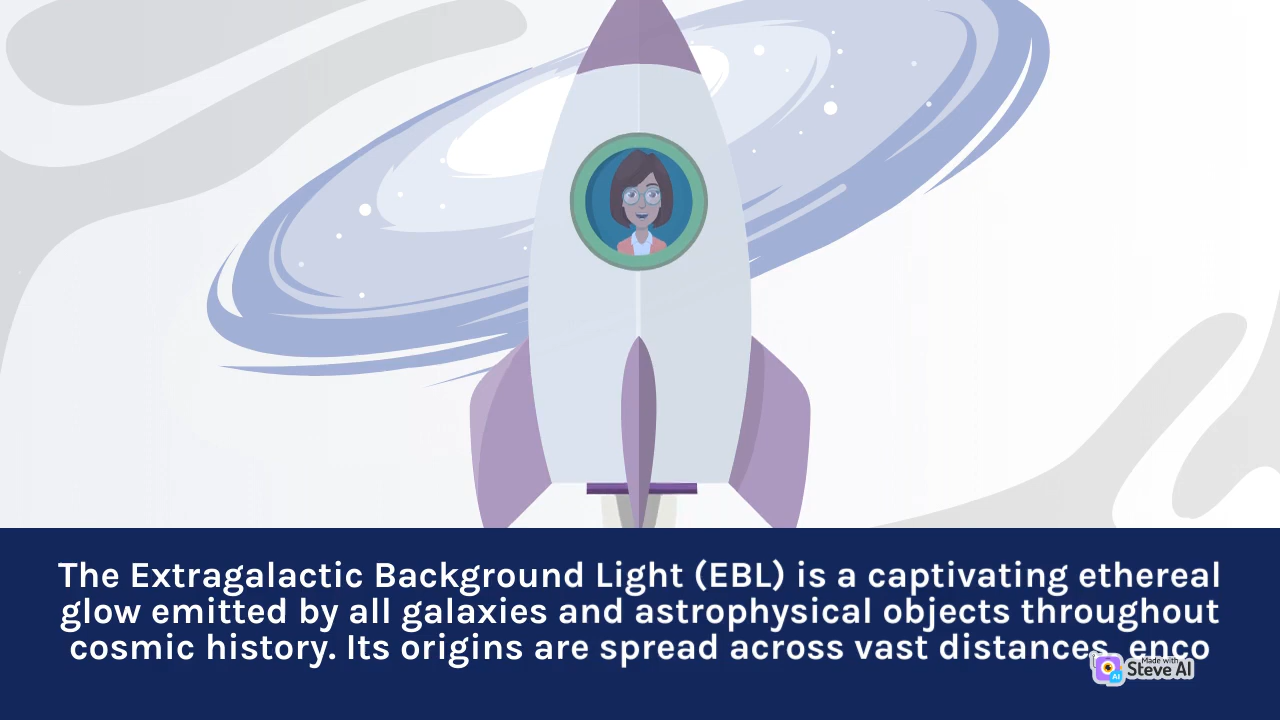 The Extragalactic Background Light (EBL) is a captivating ethereal
glow emitted by all galaxies and astrophysical objects throughout
cosmic history. Its origins are spread across vast distances, enco
Made with
Steve AI
AI